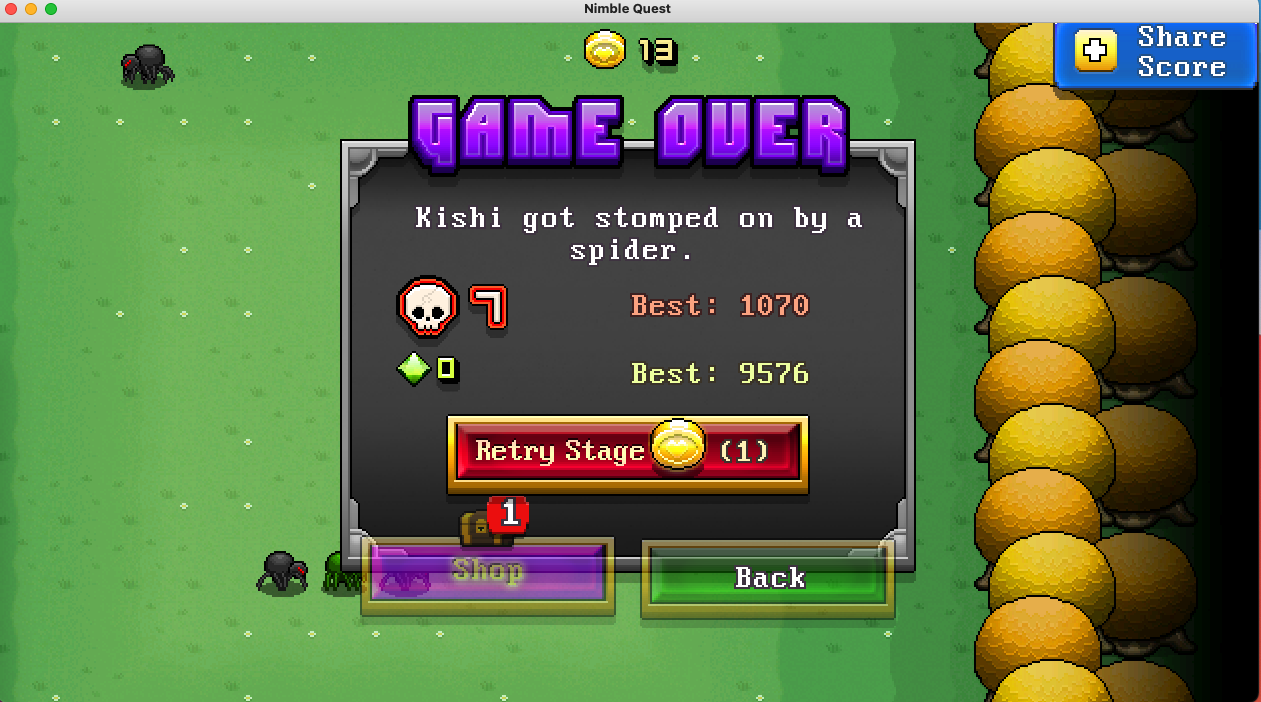 Nimble Quest
13
Share
Score
GAME OVER
Kishi got stomped on by a
spider.
7 Best: 1070
0 Best: 9576
Retry Stage (1)
1
Shop
Back